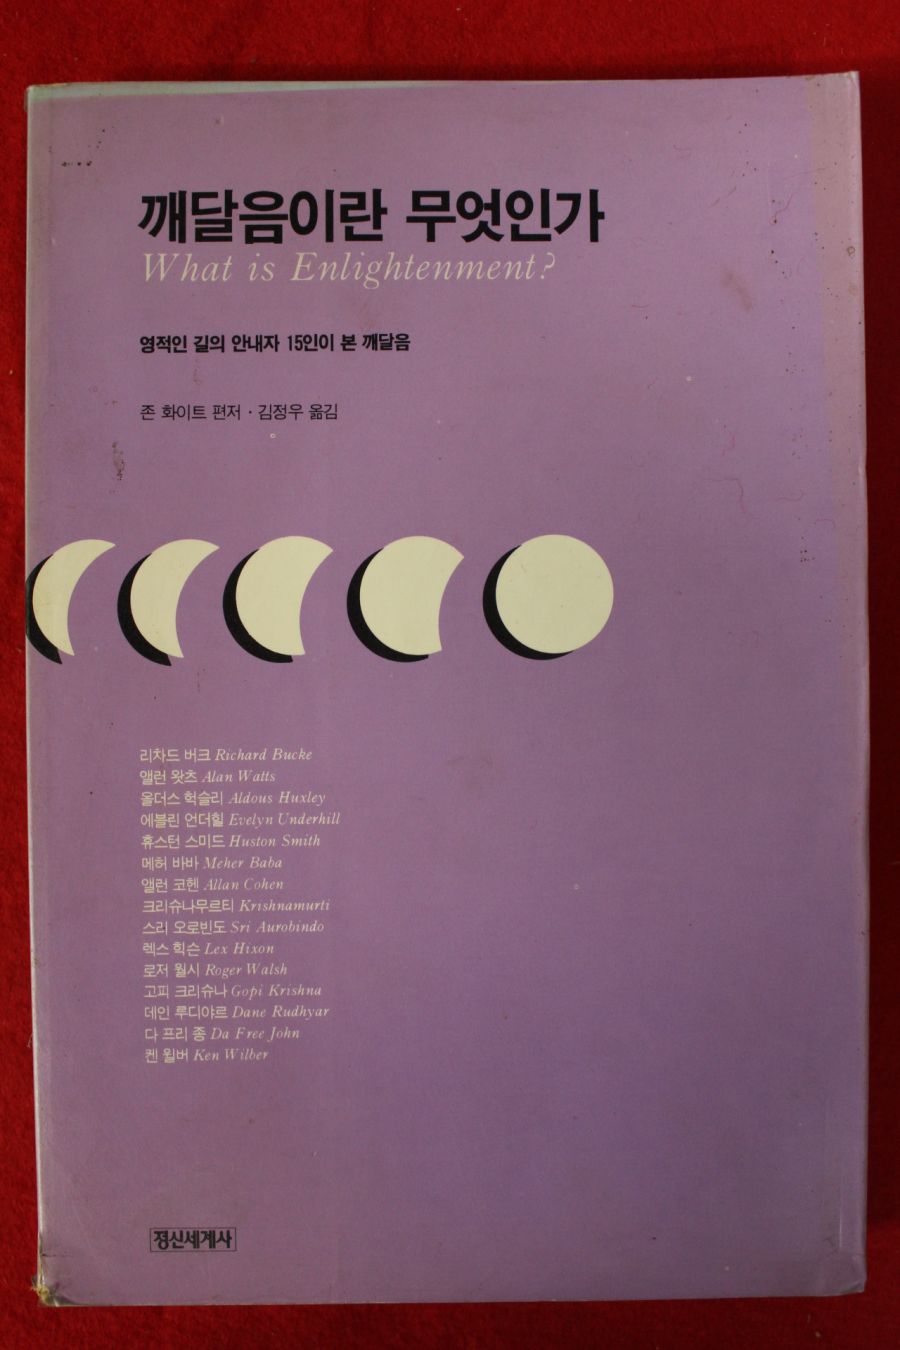 깨달음이란 무엇인가
What is Enlightenment?
영적인 길의 안내자 15인이 본 깨달음
존 화이트 편저 · 김정우 옮김
리차드 버크 Richard Bucke
앨런 왓츠 Alan Watts
올더스 헉슬리 Aldous Huxley
에블린 언더힐 Evelyn Underhill
휴스턴 스미드 Huston Smith
메허 바바 Meher Baba
앨런 코헨 Allan Cohen
크리슈나무르티 Krishnamurti
스리 오로빈도 Sri Aurobindo
렉스 힉슨 Lex Hixon
로저 월시 Roger Walsh
고피 크리슈나 Gopi Krishna
데인 루디야르 Dane Rudhyar
다 프리 죵 Da Free John
켄 윌버 Ken Wilber
정신세계사